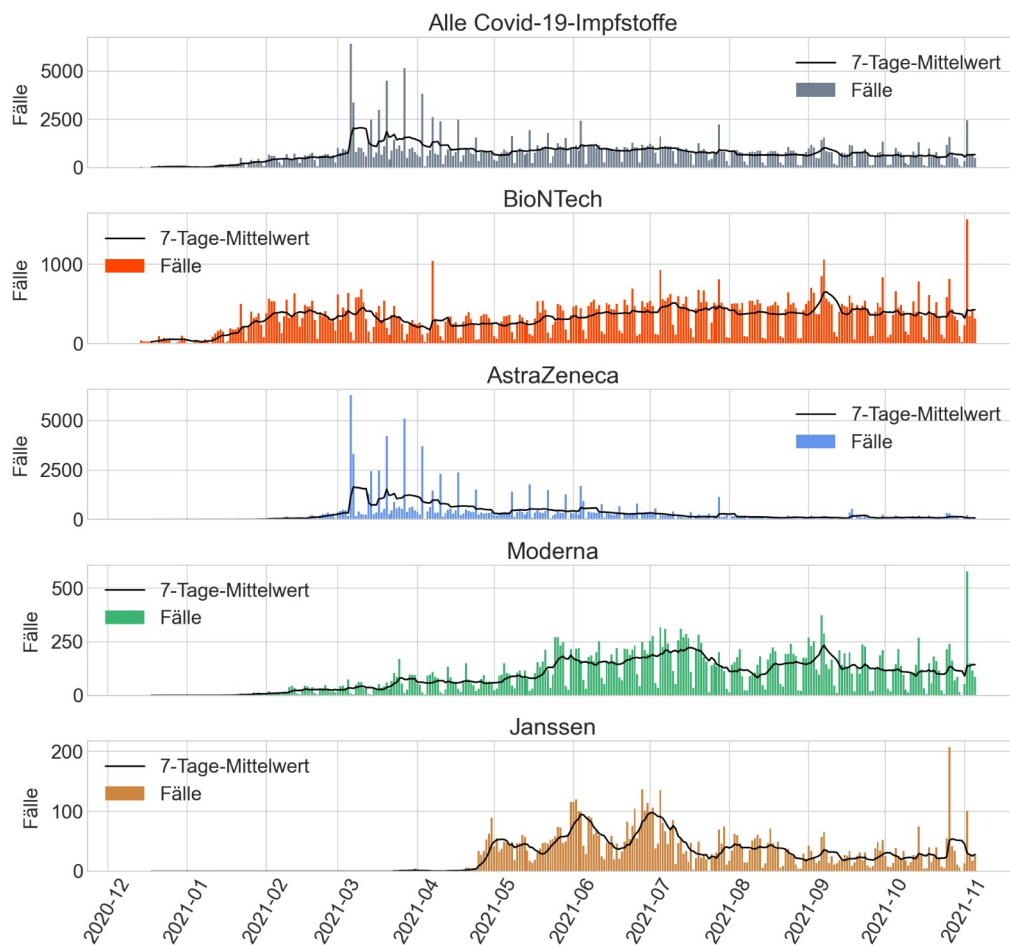 Alle Covid-19-Impfstoffe
Fälle
5000
2500
0
7-Tage-Mittelwert
Fälle
BioNTech
Fälle
1000
0
7-Tage-Mittelwert
Fälle
AstraZeneca
Fälle
5000
2500
0
7-Tage-Mittelwert
Fälle
Moderna
Fälle
500
250
0
7-Tage-Mittelwert
Fälle
Janssen
Fälle
200
100
0
7-Tage-Mittelwert
Fälle
2020-12
2021-01
2021-02
2021-03
2021-04
2021-05
2021-06
2021-07
2021-08
2021-09
2021-10
2021-11